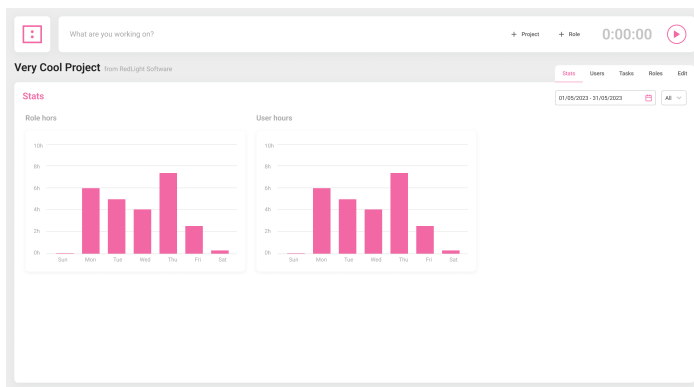 What are you working on?
+ Project
+ Role
0:00:00
Very Cool Project from RedLight Software
Stats
Users
Tasks
Roles
Edit
Stats
01/05/2023 - 31/05/2023
All
Role hors
10h
8h
6h
4h
2h
0h
Sun
Mon
Tue
Wed
Thu
Fri
Sat
User hours
10h
8h
6h
4h
2h
0h
Sun
Mon
Tue
Wed
Thu
Fri
Sat